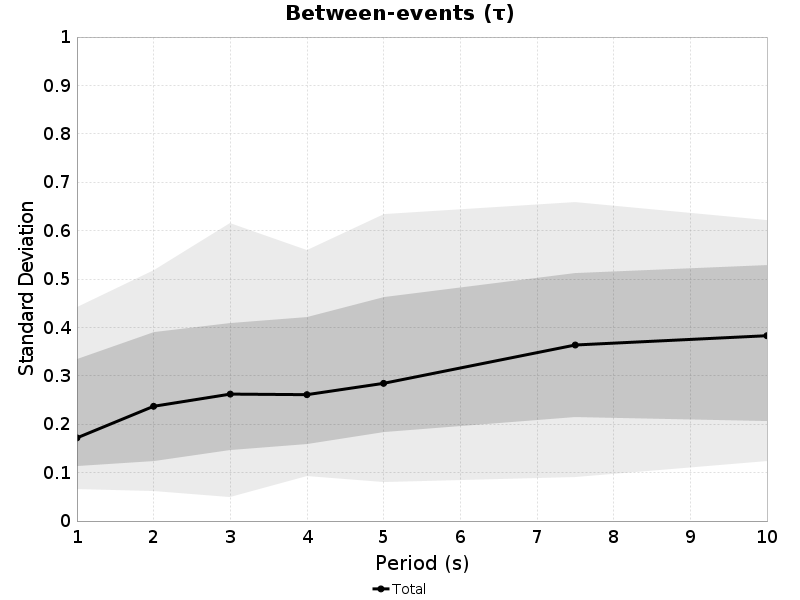 Between-events (τ)
1
0.9
0.8
0.7
0.6
0.5
0.4
0.3
0.2
0.1
0
Standard Deviation
1 2 3 4 5 6 7 8 9 10
Period (s)
Total